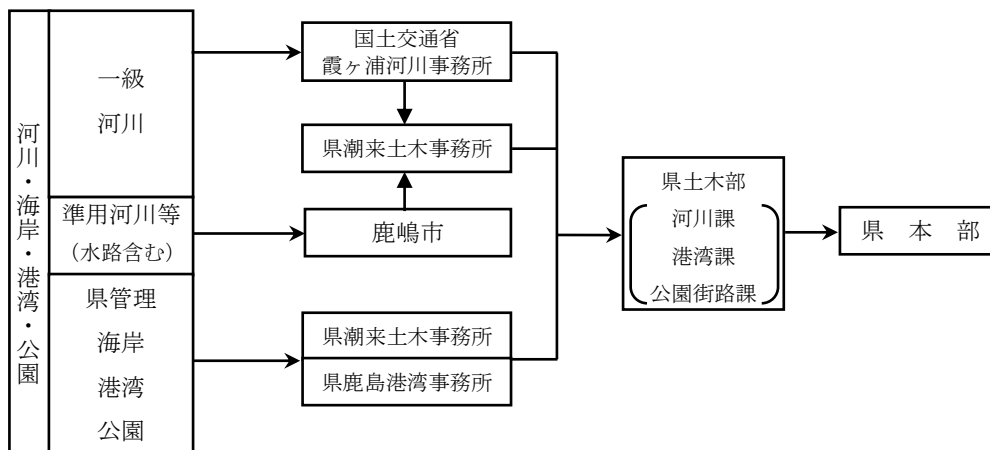 河川・海岸・港湾・公園
一級
河川
準用河川等
（水路含む）
県管理
海岸
港湾
公園
国土交通省
霞ヶ浦河川事務所
県潮来土木事務所
鹿嶋市
県潮来土木事務所
県鹿島港湾事務所
県土木部
河川課
港湾課
公園街路課
県本部